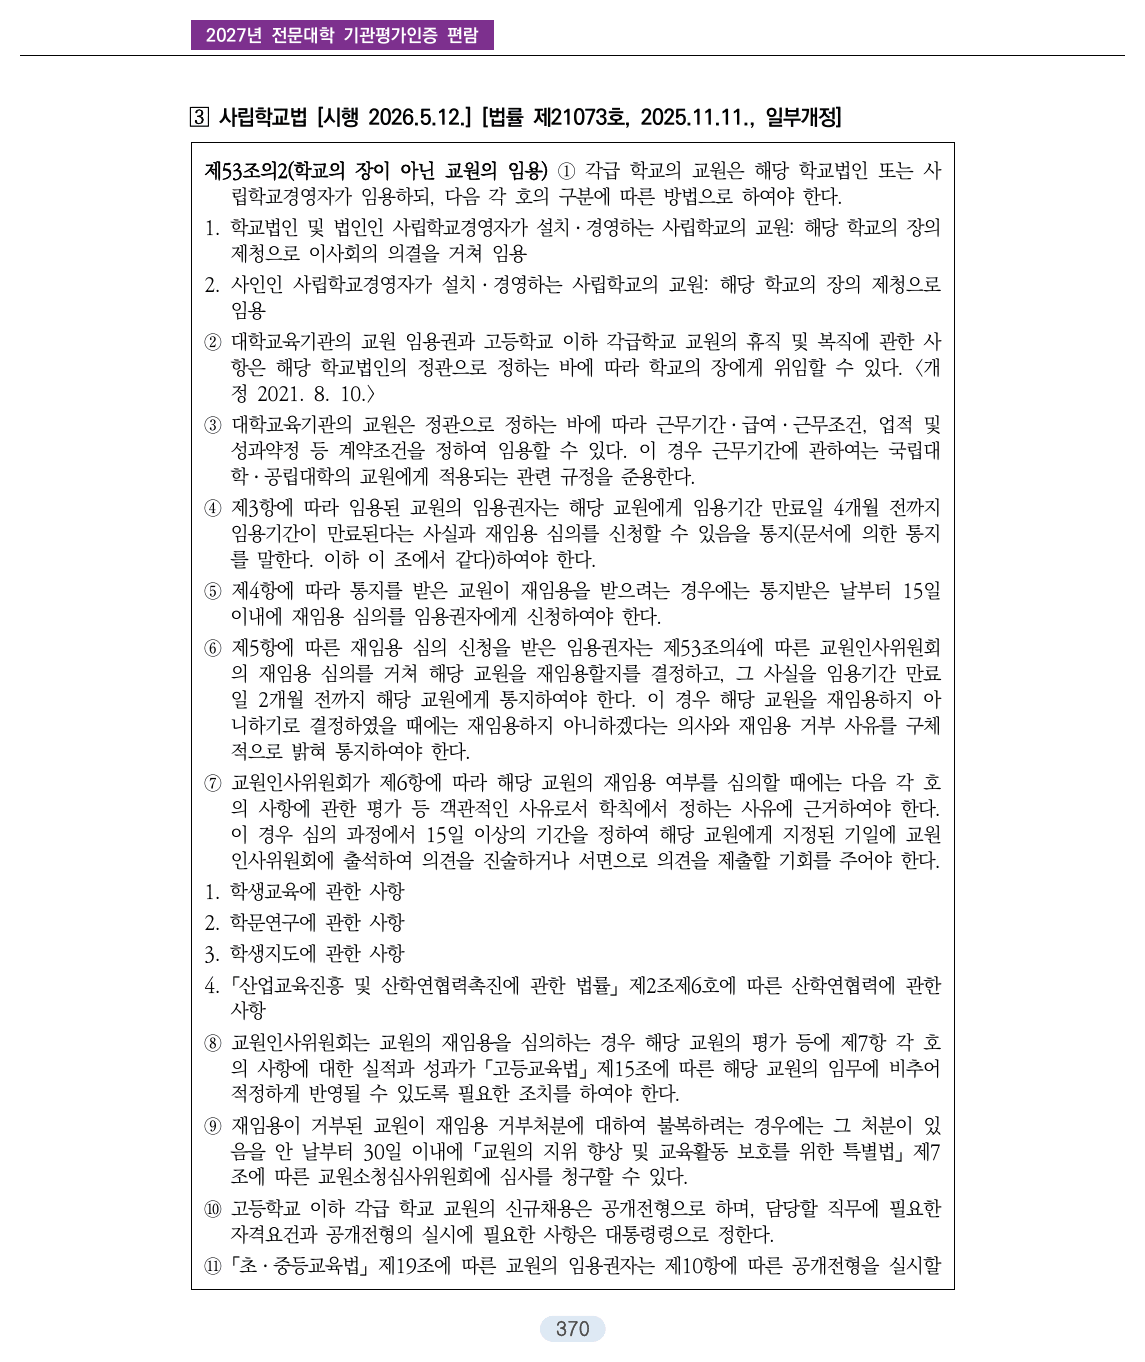 2027년 전문대학 기관평가인증 편람
3 사립학교법 [시행 2026.5.12.] [법률 제21073호, 2025.11.11., 일부개정]
제53조의2(학교의 장이 아닌 교원의 임용) ① 각급 학교의 교원은 해당 학교법인 또는 사
립학교경영자가 임용하되, 다음 각 호의 구분에 따른 방법으로 하여야 한다.
1. 학교법인 및 법인인 사립학교경영자가 설치·경영하는 사립학교의 교원: 해당 학교의 장의
제청으로 이사회의 의결을 거쳐 임용
2. 사인인 사립학교경영자가 설치·경영하는 사립학교의 교원: 해당 학교의 장의 제청으로
임용
② 대학교육기관의 교원 임용권과 고등학교 이하 각급학교 교원의 휴직 및 복직에 관한 사
항은 해당 학교법인의 정관으로 정하는 바에 따라 학교의 장에게 위임할 수 있다. 〈개
정 2021. 8. 10.〉
③ 대학교육기관의 교원은 정관으로 정하는 바에 따라 근무기간·급여·근무조건, 업적 및
성과약정 등 계약조건을 정하여 임용할 수 있다. 이 경우 근무기간에 관하여는 국립대
학·공립대학의 교원에게 적용되는 관련 규정을 준용한다.
④ 제3항에 따라 임용된 교원의 임용권자는 해당 교원에게 임용기간 만료일 4개월 전까지
임용기간이 만료된다는 사실과 재임용 심의를 신청할 수 있음을 통지(문서에 의한 통지
를 말한다. 이하 이 조에서 같다)하여야 한다.
⑤ 제4항에 따라 통지를 받은 교원이 재임용을 받으려는 경우에는 통지받은 날부터 15일
이내에 재임용 심의를 임용권자에게 신청하여야 한다.
⑥ 제5항에 따른 재임용 심의 신청을 받은 임용권자는 제53조의4에 따른 교원인사위원회
의 재임용 심의를 거쳐 해당 교원을 재임용할지를 결정하고, 그 사실을 임용기간 만료
일 2개월 전까지 해당 교원에게 통지하여야 한다. 이 경우 해당 교원을 재임용하지 아
니하기로 결정하였을 때에는 재임용하지 아니하겠다는 의사와 재임용 거부 사유를 구체
적으로 밝혀 통지하여야 한다.
⑦ 교원인사위원회가 제6항에 따라 해당 교원의 재임용 여부를 심의할 때에는 다음 각 호
의 사항에 관한 평가 등 객관적인 사유로서 학칙에서 정하는 사유에 근거하여야 한다.
이 경우 심의 과정에서 15일 이상의 기간을 정하여 해당 교원에게 지정된 기일에 교원
인사위원회에 출석하여 의견을 진술하거나 서면으로 의견을 제출할 기회를 주어야 한다.
1. 학생교육에 관한 사항
2. 학문연구에 관한 사항
3. 학생지도에 관한 사항
4. 「산업교육진흥 및 산학연협력촉진에 관한 법률」 제2조제6호에 따른 산학연협력에 관한
사항
⑧ 교원인사위원회는 교원의 재임용을 심의하는 경우 해당 교원의 평가 등에 제7항 각 호
의 사항에 대한 실적과 성과가 「고등교육법」 제15조에 따른 해당 교원의 임무에 비추어
적정하게 반영될 수 있도록 필요한 조치를 하여야 한다.
⑨ 재임용이 거부된 교원이 재임용 거부처분에 대하여 불복하려는 경우에는 그 처분이 있
음을 안 날부터 30일 이내에 「교원의 지위 향상 및 교육활동 보호를 위한 특별법」 제7
조에 따른 교원소청심사위원회에 심사를 청구할 수 있다.
⑩ 고등학교 이하 각급 학교 교원의 신규채용은 공개전형으로 하며, 담당할 직무에 필요한
자격요건과 공개전형의 실시에 필요한 사항은 대통령령으로 정한다.
⑪ 「초·중등교육법」 제19조에 따른 교원의 임용권자는 제10항에 따른 공개전형을 실시할
370